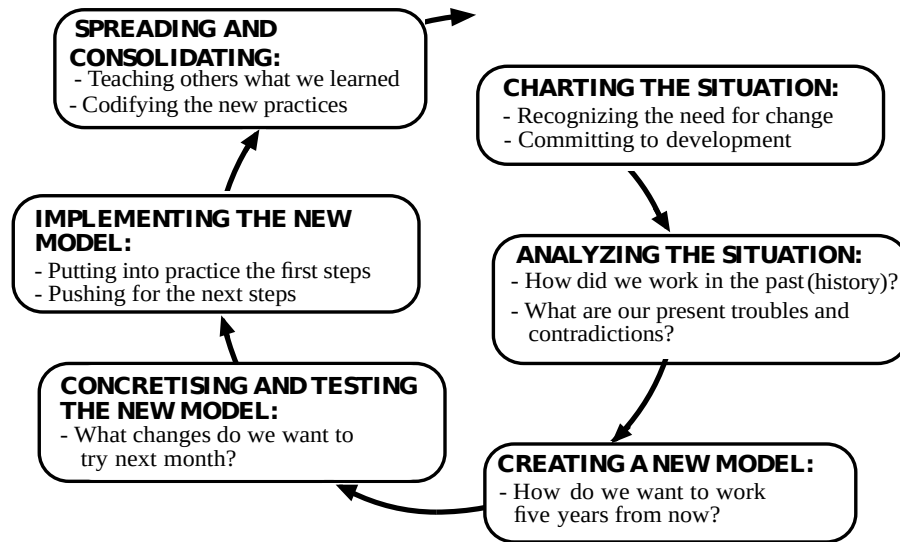 SPREADING AND
CONSOLIDATING:
- Teaching others what we learned
- Codifying the new practices
CHARTING THE SITUATION:
- Recognizing the need for change
- Committing to development
ANALYZING THE SITUATION:
- How did we work in the past (history)?
- What are our present troubles and
contradictions?
CREATING A NEW MODEL:
- How do we want to work
five years from now?
CONCRETISING AND TESTING
THE NEW MODEL:
- What changes do we want to
try next month?
IMPLEMENTING THE NEW
MODEL:
- Putting into practice the first steps
- Pushing for the next steps